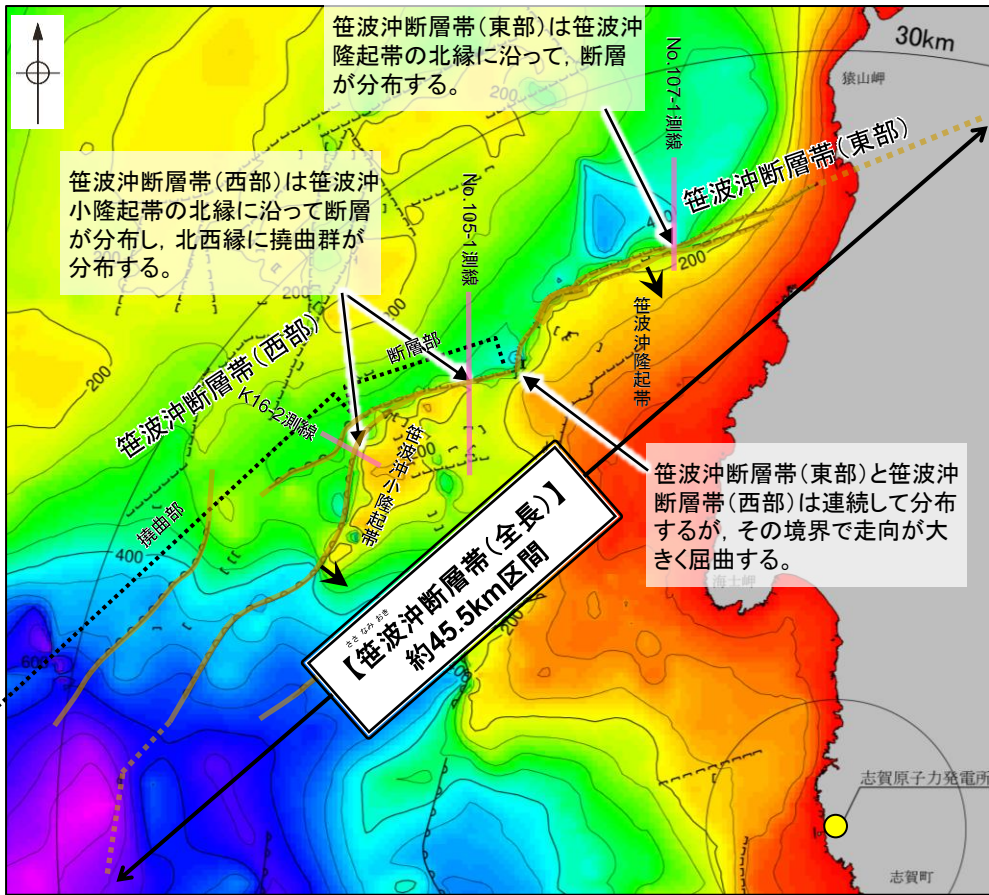 笹波沖断層帯(東部)は笹波沖
隆起帯の北縁に沿って, 断層
が分布する。
30km
猿山岬
No.107-1測線
200
笹波沖断層帯(東部)
笹波沖断層帯(西部)は笹波沖
小隆起帯の北縁に沿って断層
が分布し, 北西縁に撓曲群が
分布する。
No.105-1測線
400
200
200
200
200
200
笹波沖隆起帯
断層部
笹波沖断層帯(西部)
K16-2測線
200
笹波沖小隆起帯
撓曲部
400
笹波沖断層帯(東部)と笹波沖
断層帯(西部)は連続して分布
するが, その境界で走向が大
きく屈曲する。
海士岬
ささ なみ おき
【笹波沖断層帯(全長)】
約45.5km区間
200
600
志賀原子力発電所
志賀町